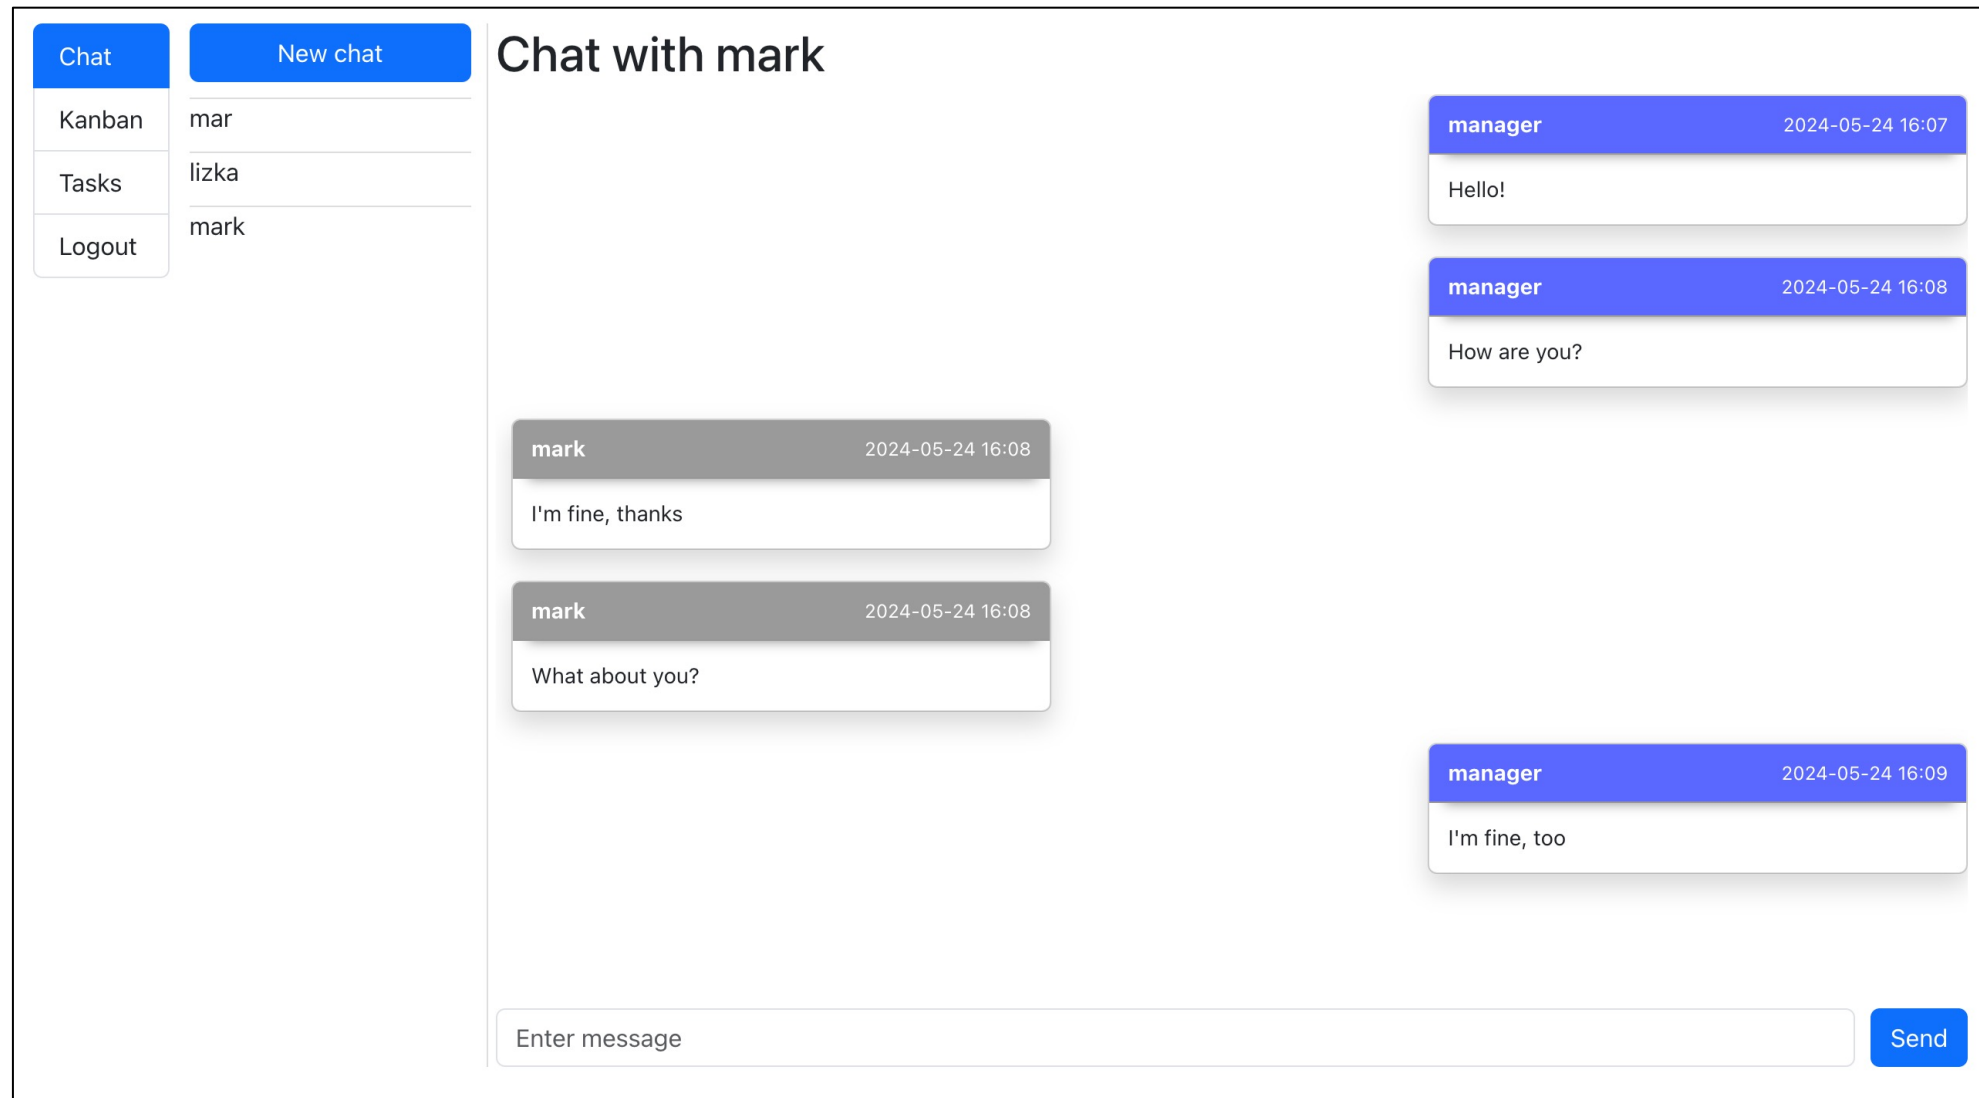 Chat
Kanban
Tasks
Logout
New chat
mar
lizka
mark
Chat with mark
manager 2024-05-24 16:07
Hello!
manager 2024-05-24 16:08
How are you?
mark 2024-05-24 16:08
I'm fine, thanks
mark 2024-05-24 16:08
What about you?
manager 2024-05-24 16:09
I'm fine, too
Enter message
Send